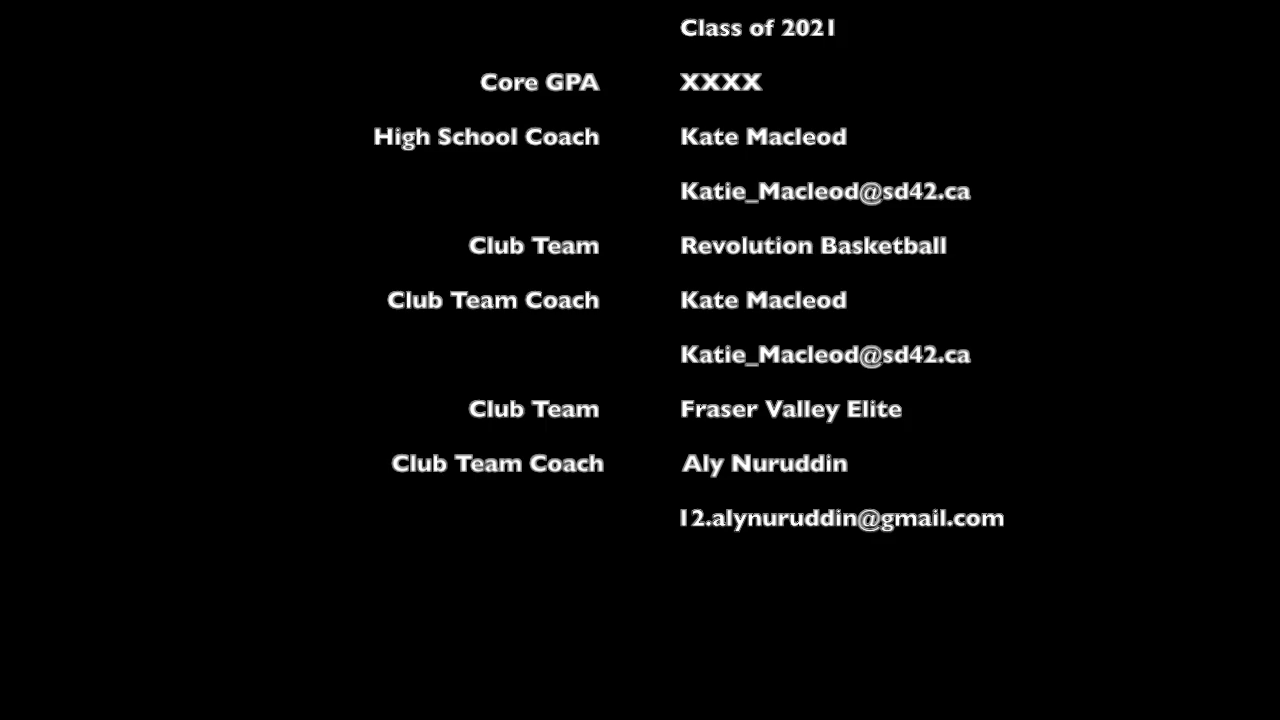 Class of 2021
Core GPA XXXX
High School Coach Kate Macleod
Katie_Macleod@sd42.ca
Club Team Revolution Basketball
Club Team Coach Kate Macleod
Katie_Macleod@sd42.ca
Club Team Fraser Valley Elite
Club Team Coach Aly Nuruddin
12.alynuruddin@gmail.com